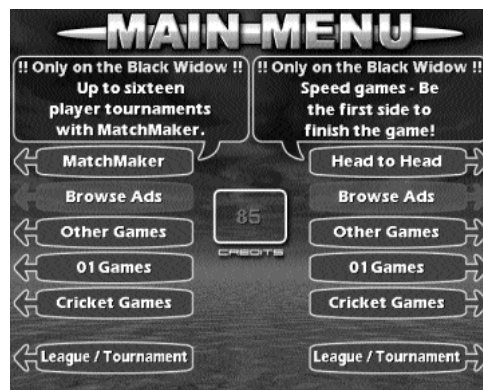 MAIN-MENU
!! Only on the Black Widow !!
Up to sixteen
player tournaments
with MatchMaker.
!! Only on the Black Widow !!
Speed games - Be
the first side to
finish the game!
MatchMaker
Head to Head
Browse Ads
Browse Ads
85
CREDITS
Other Games
Other Games
01 Games
01 Games
Cricket Games
Cricket Games
League / Tournament
League / Tournament